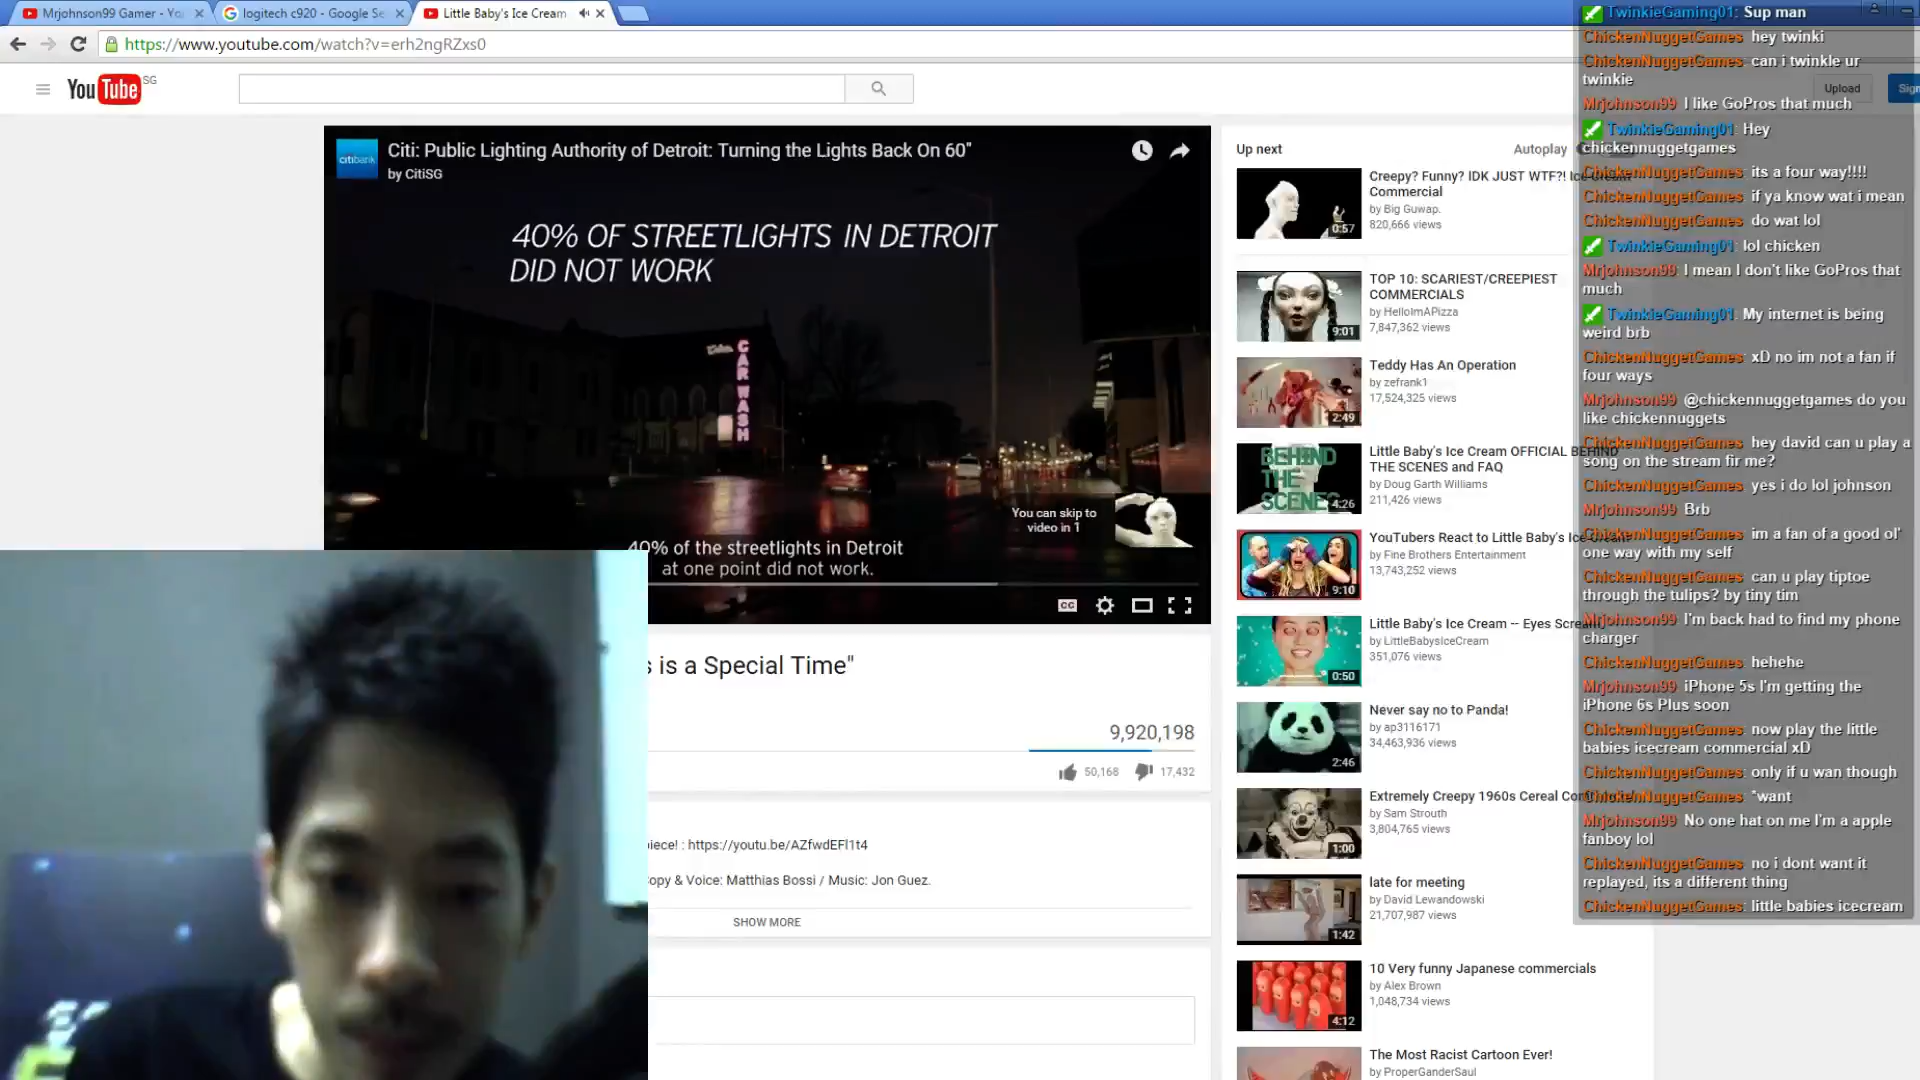 Mrjohnson99 Gamer - Yo
logitech c920 - Google Se
Little Baby's Ice Cream
https://www.youtube.com/watch?v=erh2ngRZxs0
YouTube SG
Upload
Sign
Citi: Public Lighting Authority of Detroit: Turning the Lights Back On 60"
by CitiSG
citibank
40% OF STREETLIGHTS IN DETROIT
DID NOT WORK
CAR WASH
You can skip to
video in 1
40% of the streetlights in Detroit
at one point did not work.
CC
s is a Special Time"
9,920,198
50,168
17,432
piece! : https://youtu.be/AZfwdEFl1t4
opy & Voice: Matthias Bossi / Music: Jon Guez.
SHOW MORE
Up next
Autoplay
Creepy? Funny? IDK JUST WTF?! Ice Cream
Commercial
by Big Guwap.
820,666 views
0:57
TOP 10: SCARIEST/CREEPIEST
COMMERCIALS
by HelloImAPizza
7,847,362 views
9:01
Teddy Has An Operation
by zefrank1
17,524,325 views
2:49
Little Baby's Ice Cream OFFICIAL BEHIND
THE SCENES and FAQ
by Doug Garth Williams
211,426 views
BEHIND
THE
SCENES
4:26
YouTubers React to Little Baby's Ice Cream
by Fine Brothers Entertainment
13,743,252 views
9:10
Little Baby's Ice Cream -- Eyes Scream
by LittleBabysIceCream
351,076 views
0:50
Never say no to Panda!
by ap3116171
34,463,936 views
2:46
Extremely Creepy 1960s Cereal
by Sam Strouth
3,804,765 views
1:00
late for meeting
by David Lewandowski
21,707,987 views
1:42
10 Very funny Japanese commercials
by Alex Brown
1,048,734 views
4:12
The Most Racist Cartoon Ever!
by ProperGanderSaul
TwinkieGaming01: Sup man
ChickenNuggetGames: hey twinki
ChickenNuggetGames: can i twinkle ur
twinkie
Mrjohnson99: I like GoPros that much
TwinkieGaming01: Hey
chickennuggetgames
ChickenNuggetGames: its a four way!!!!
ChickenNuggetGames: if ya know wat i mean
ChickenNuggetGames: do wat lol
TwinkieGaming01: lol chicken
Mrjohnson99: I mean I don't like GoPros that
much
TwinkieGaming01: My internet is being
weird brb
ChickenNuggetGames: xD no im not a fan if
four ways
Mrjohnson99: @chickennuggetgames do you
like chickennuggets
ChickenNuggetGames: hey david can u play a
song on the stream fir me?
ChickenNuggetGames: yes i do lol johnson
Mrjohnson99: Brb
ChickenNuggetGames: im a fan of a good ol'
one way with my self
ChickenNuggetGames: can u play tiptoe
through the tulips? by tiny tim
Mrjohnson99: I'm back had to find my phone
charger
ChickenNuggetGames: hehehe
Mrjohnson99: iPhone 5s I'm getting the
iPhone 6s Plus soon
ChickenNuggetGames: now play the little
babies icecream commercial xD
ChickenNuggetGames: only if u wan though
ChickenNuggetGames: *want
Mrjohnson99: No one hat on me I'm a apple
fanboy lol
ChickenNuggetGames: no i dont want it
replayed, its a different thing
ChickenNuggetGames: little babies icecream